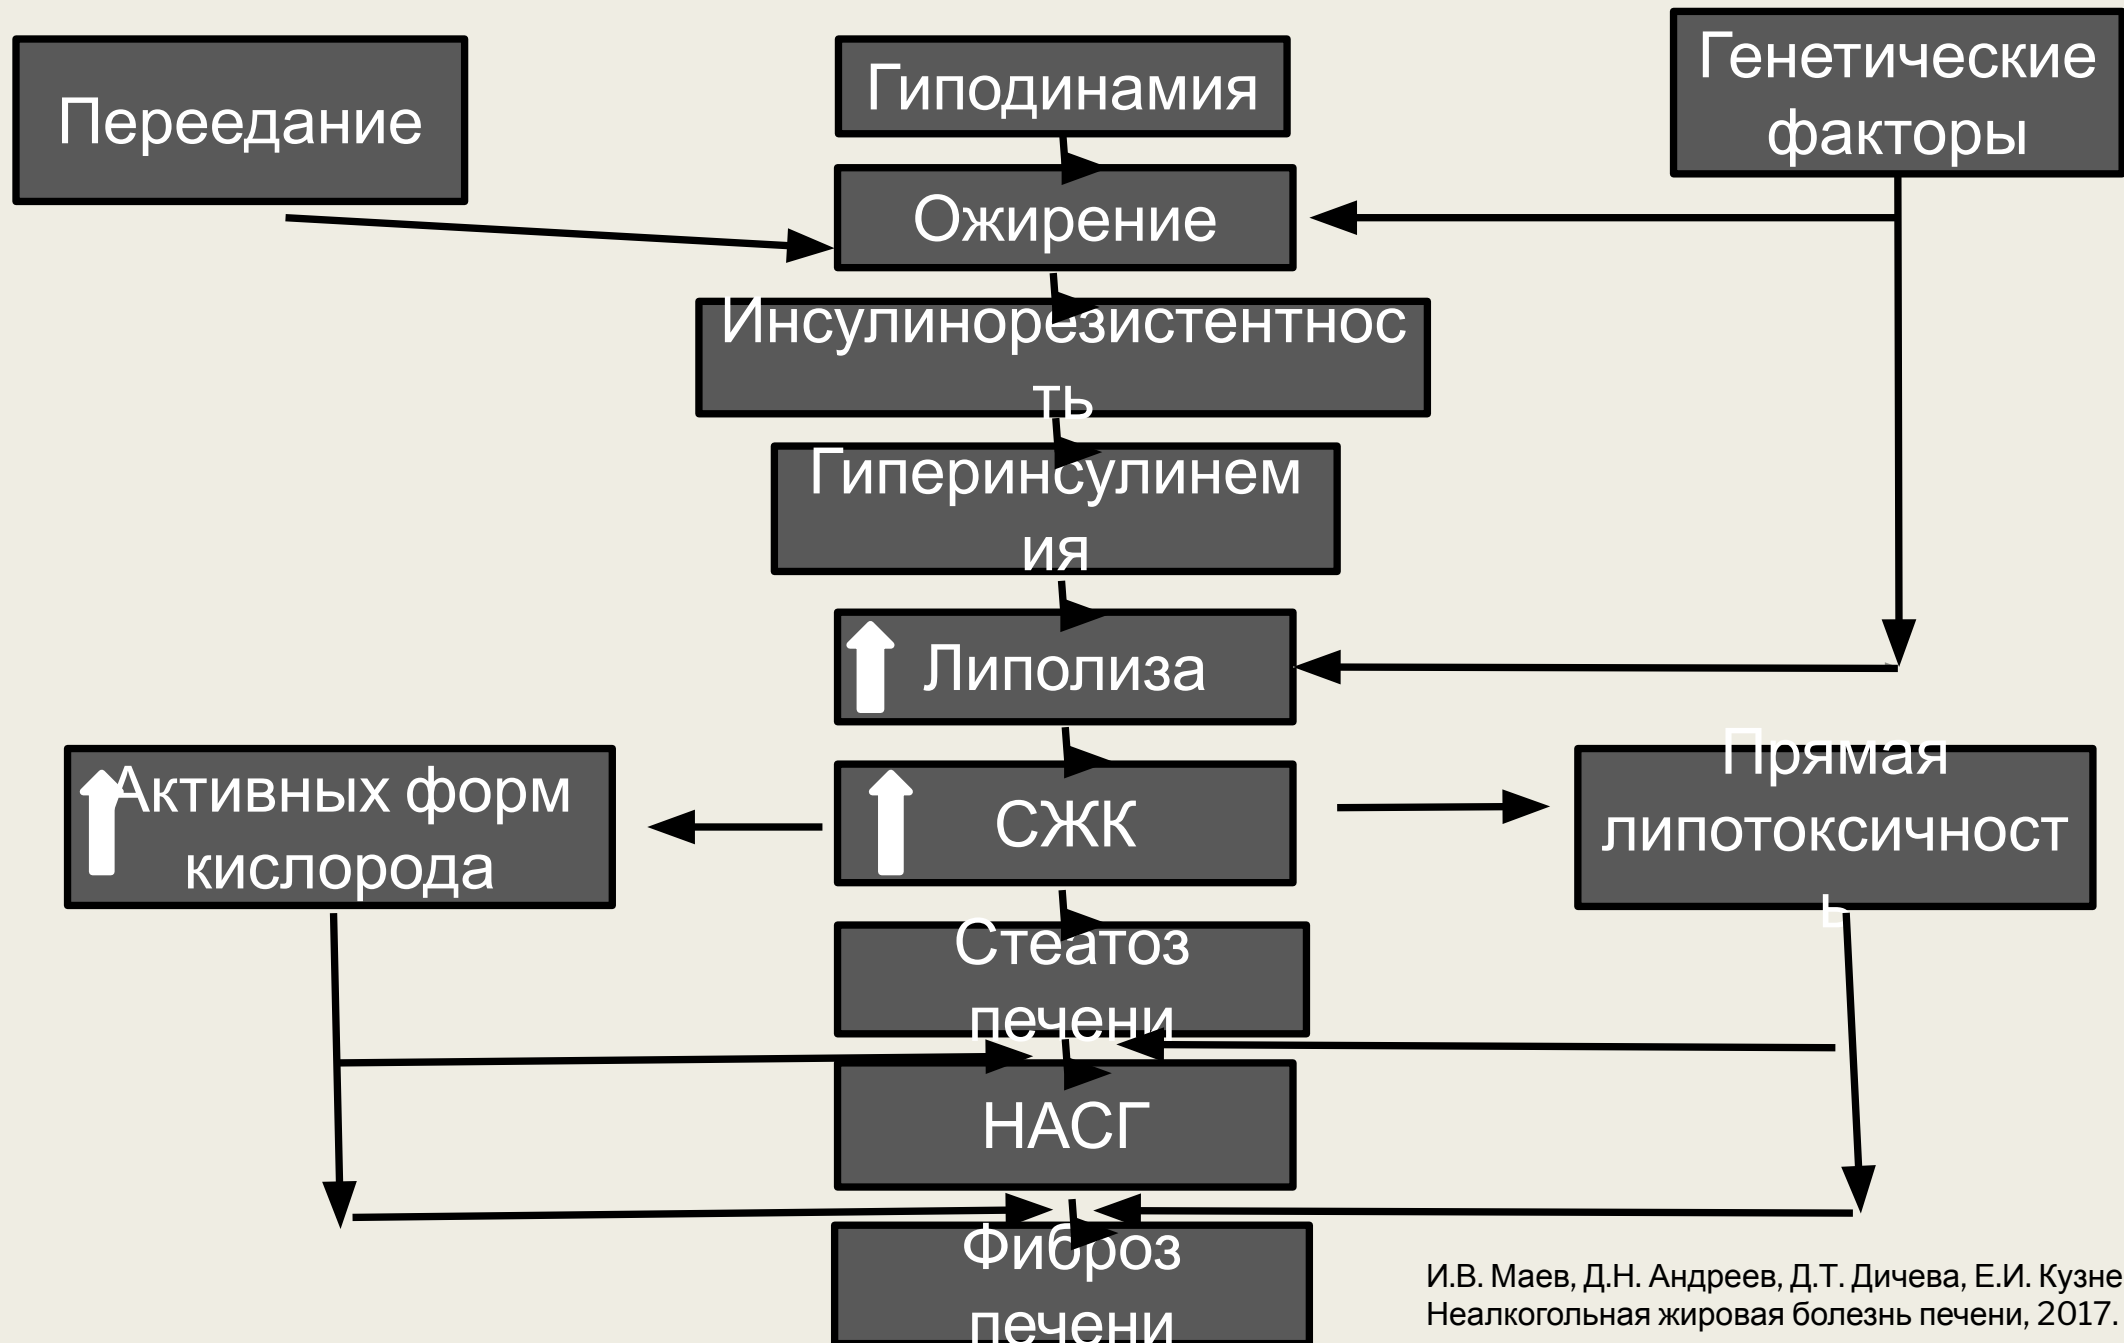 Переедание
Гиподинамия
Генетические
факторы
Ожирение
Инсулинорезистентнос
ть
Гиперинсулинем
ия
Липолиза
Активных форм
кислорода
СЖК
Прямая
липотоксичност
ь
Стеатоз
печени
НАСГ
Фиброз
печени
И.В. Маев, Д.Н. Андреев, Д.Т. Дичева, Е.И. Кузне
Неалкогольная жировая болезнь печени, 2017.